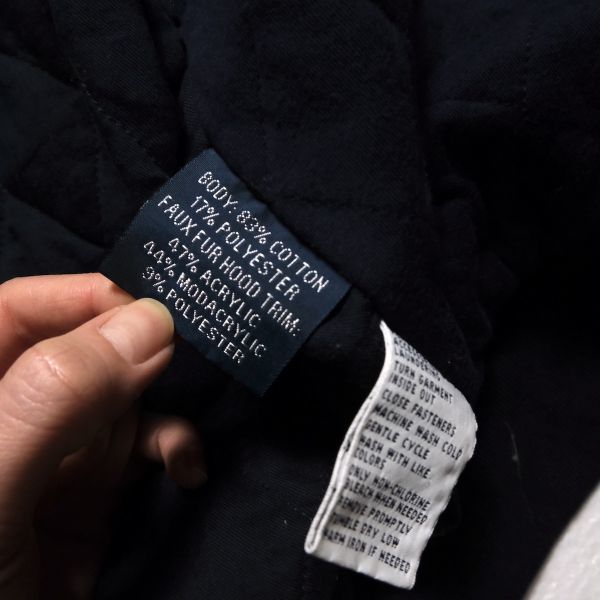 BODY: 83% COTTON
17% POLYESTER
FAUX FUR HOOD TRIM:
47% ACRYLIC
44% MODACRYLIC
9% POLYESTER
TURN GARMENT
INSIDE OUT
CLOSE FASTENERS
MACHINE WASH COLD
GENTLE CYCLE
WASH WITH LIKE
COLORS
ONLY NON-CHLORINE
BLEACH WHEN NEEDED
REMOVE PROMPTLY
TUMBLE DRY LOW
WARM IRON IF NEEDED